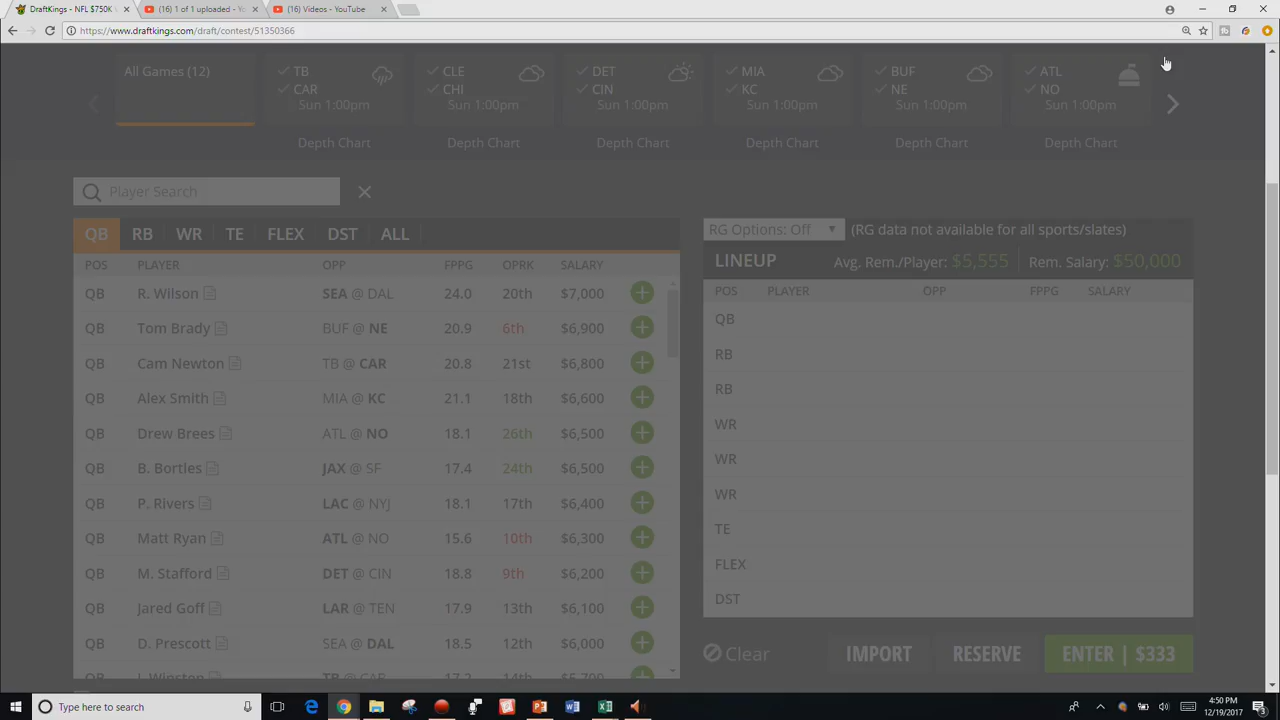 DraftKings - NFL $750K
(16) 1 of 1 uploaded - Yo
(16) Videos - YouTube
https://www.draftkings.com/draft/contest/51350366
All Games (12)
TB
CAR
Sun 1:00pm
CLE
CHI
Sun 1:00pm
DET
CIN
Sun 1:00pm
MIA
KC
Sun 1:00pm
BUF
NE
Sun 1:00pm
ATL
NO
Sun 1:00pm
Depth Chart Depth Chart Depth Chart Depth Chart Depth Chart Depth Chart
Player Search
QB RB WR TE FLEX DST ALL
POS PLAYER OPP FPPG OPRK SALARY
QB R. Wilson SEA @ DAL 24.0 20th $7,000
QB Tom Brady BUF @ NE 20.9 6th $6,900
QB Cam Newton TB @ CAR 20.8 21st $6,800
QB Alex Smith MIA @ KC 21.1 18th $6,600
QB Drew Brees ATL @ NO 18.1 26th $6,500
QB B. Bortles JAX @ SF 17.4 24th $6,500
QB P. Rivers LAC @ NYJ 18.1 17th $6,400
QB Matt Ryan ATL @ NO 15.6 10th $6,300
QB M. Stafford DET @ CIN 18.8 9th $6,200
QB Jared Goff LAR @ TEN 17.9 13th $6,100
QB D. Prescott SEA @ DAL 18.5 12th $6,000
RG Options: Off (RG data not available for all sports/slates)
LINEUP Avg. Rem./Player: $5,555 Rem. Salary: $50,000
POS PLAYER OPP FPPG SALARY
QB
RB
RB
WR
WR
WR
TE
FLEX
DST
Clear IMPORT RESERVE ENTER | $333
Type here to search
4:50 PM
12/19/2017